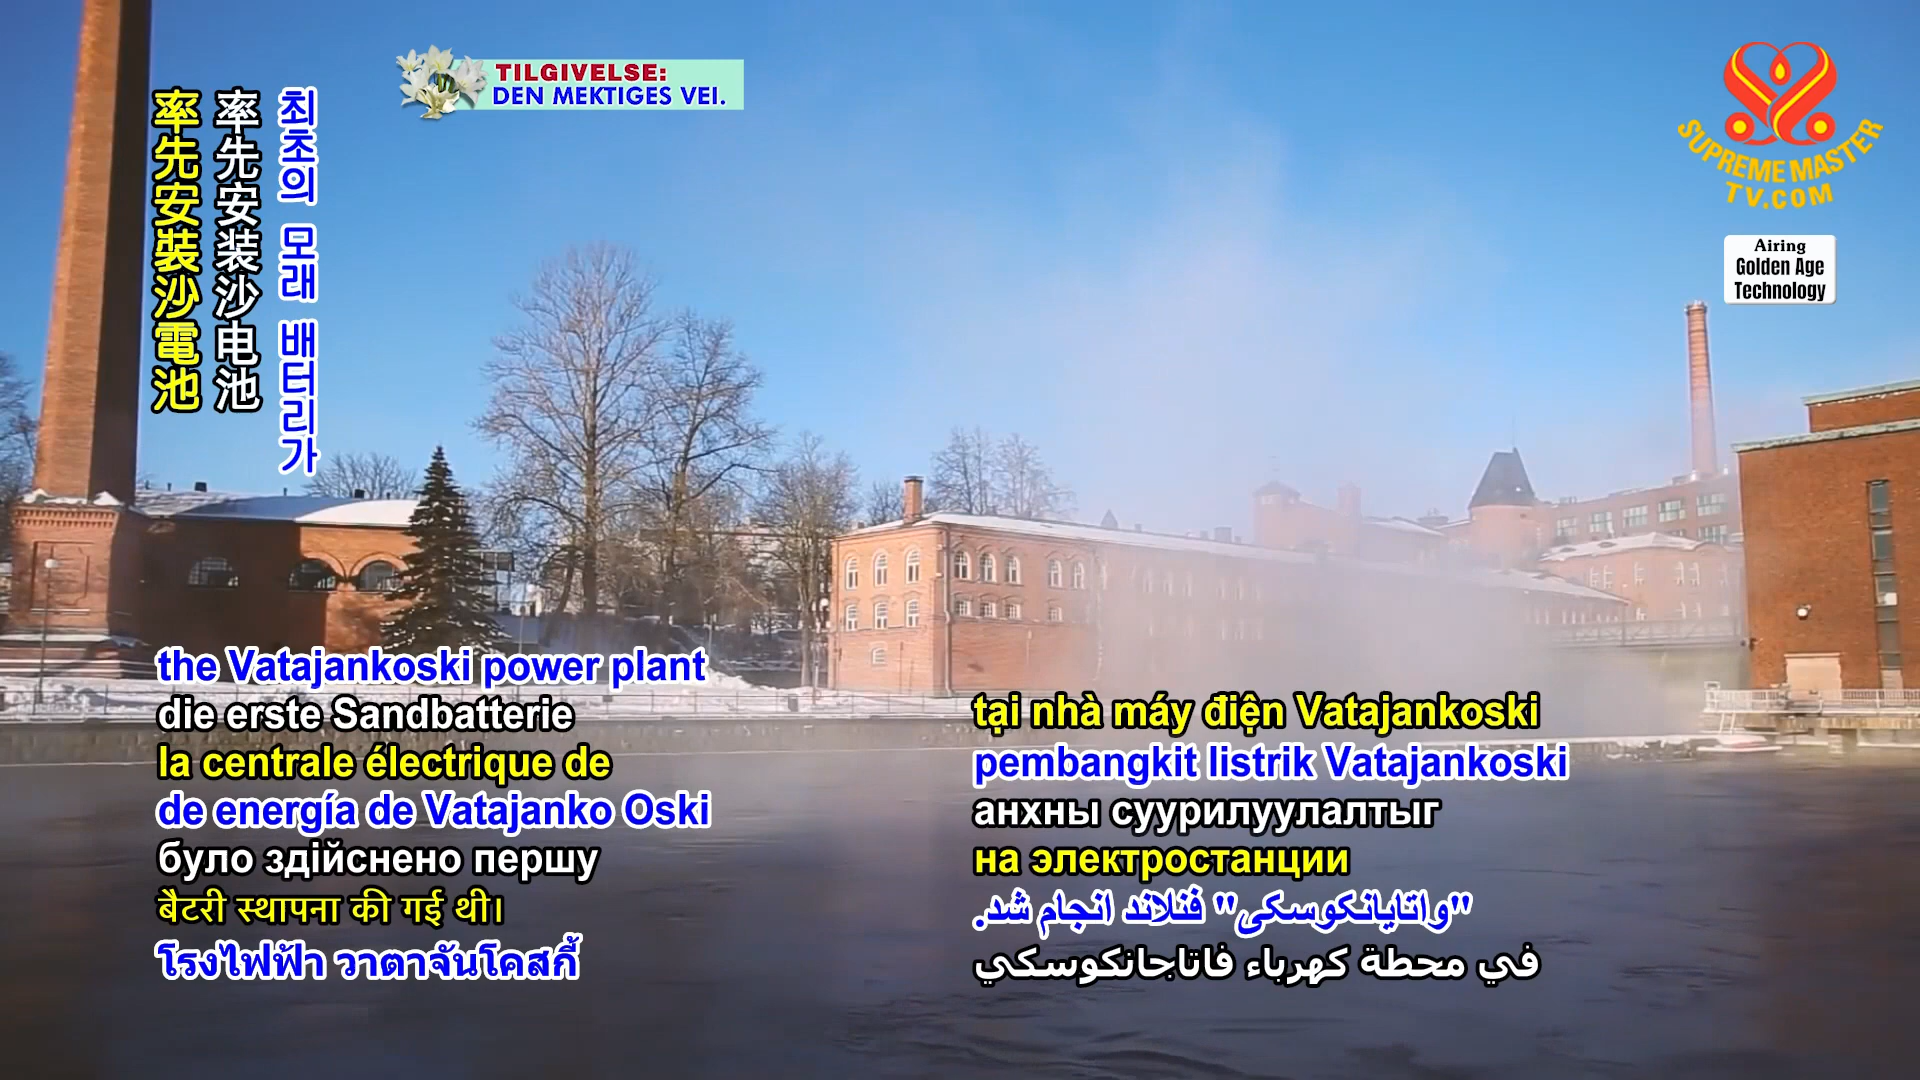 TILGIVELSE:
DEN MEKTIGES VEI.
SUPREME MASTER
TV.COM
Airing
Golden Age
Technology
率先安裝沙電池
率先安装沙电池
최초의 모래 배터리가
the Vatajankoski power plant
die erste Sandbatterie
la centrale électrique de
de energía de Vatajanko Oski
було здійснено першу
बैटरी स्थापना की गई थी।
โรงไฟฟ้า วาตาจันโคสกี้
tại nhà máy điện Vatajankoski
pembangkit listrik Vatajankoski
анхны суурилуулалтыг
на электростанции
"واتایانکوسکی" فنلاند انجام شد.
في محطة كهرباء فاتاجانكوسكي